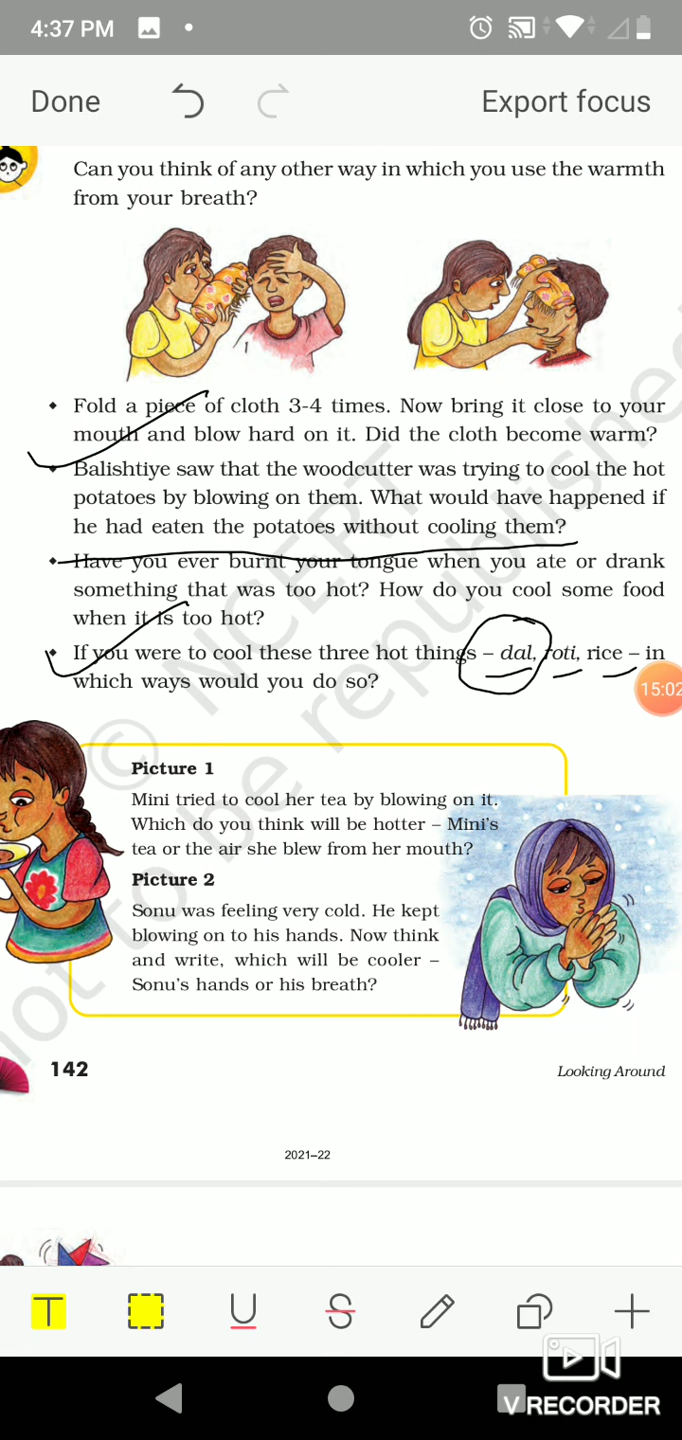 4:37 PM
Done
Export focus
Can you think of any other way in which you use the warmth
from your breath?
Fold a piece of cloth 3-4 times. Now bring it close to your
mouth and blow hard on it. Did the cloth become warm?
Balishtiye saw that the woodcutter was trying to cool the hot
potatoes by blowing on them. What would have happened if
he had eaten the potatoes without cooling them?
Have you ever burnt your tongue when you ate or drank
something that was too hot? How do you cool some food
when it is too hot?
If you were to cool these three hot things – dal, roti, rice – in
which ways would you do so?
15:02
Picture 1
Mini tried to cool her tea by blowing on it.
Which do you think will be hotter – Mini's
tea or the air she blew from her mouth?
Picture 2
Sonu was feeling very cold. He kept
blowing on to his hands. Now think
and write, which will be cooler –
Sonu's hands or his breath?
© NCERT
not to be republished
142
Looking Around
2021–22
T
U
S
V RECORDER